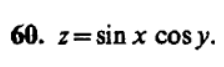 60. z = sin x cos y.